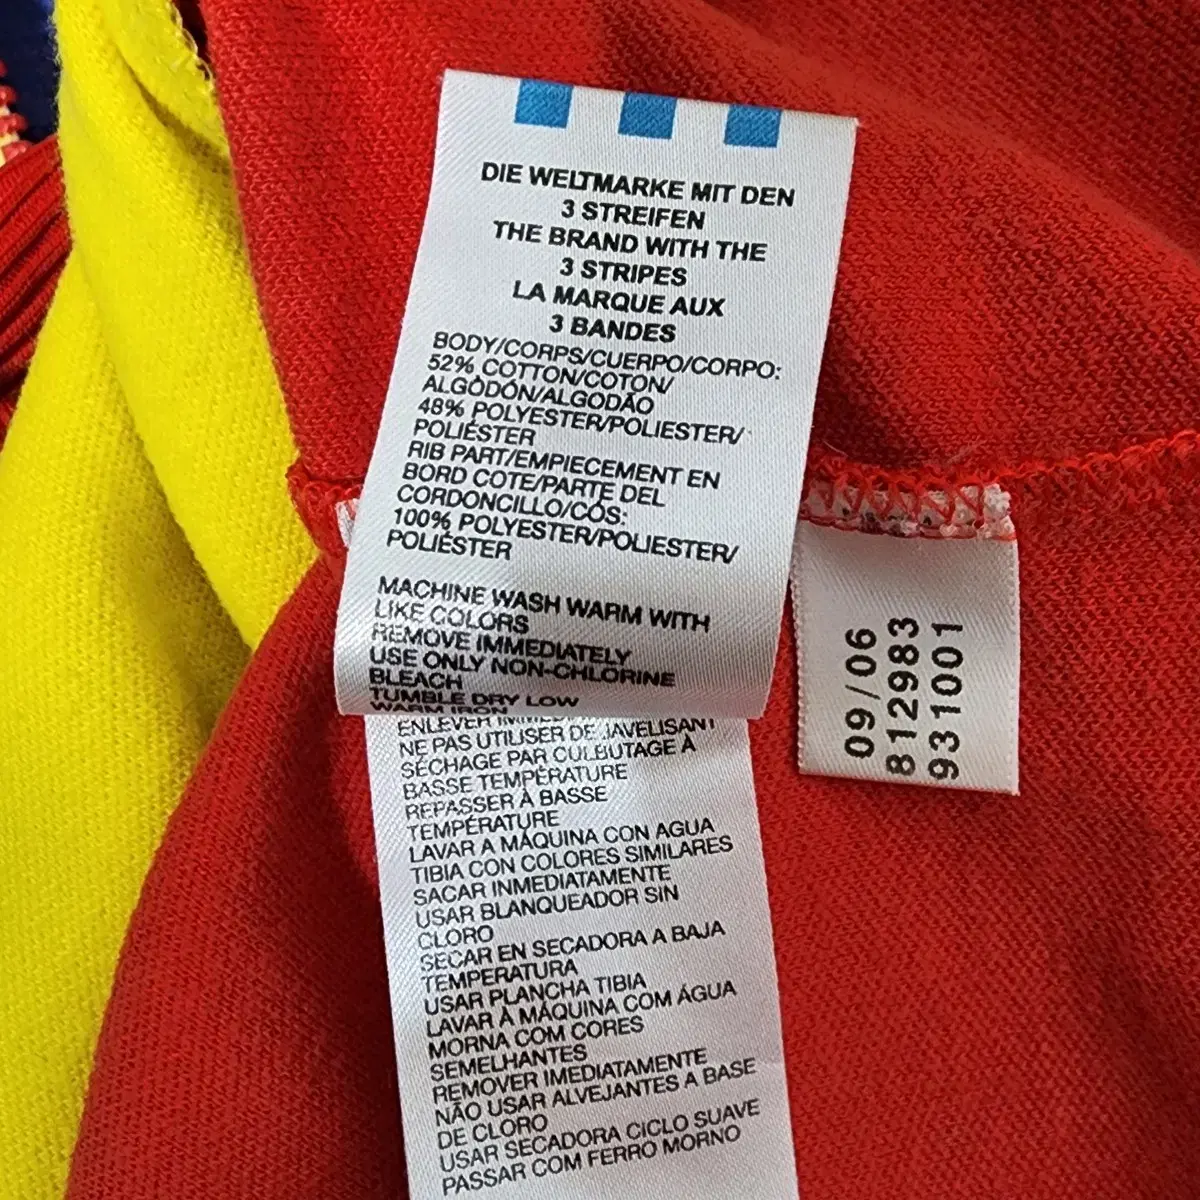 DIE WELTMARKE MIT DEN
3 STREIFEN
THE BRAND WITH THE
3 STRIPES
LA MARQUE AUX
3 BANDES
BODY/CORPS/CUERPO/CORPO:
52% COTTON/COTON/
ALGODÓN/ALGODÃO
48% POLYESTER/POLIESTER/
POLIÉSTER
RIB PART/EMPIECEMENT EN
BORD COTE/PARTE DEL
CORDONCILLO/CÓS:
100% POLYESTER/POLIESTER/
POLIÉSTER
MACHINE WASH WARM WITH
LIKE COLORS
REMOVE IMMEDIATELY
USE ONLY NON-CHLORINE
BLEACH
TUMBLE DRY LOW
WARM IRON
ENLEVER
NE PAS UTILISER DE JAVELISANT
SÉCHAGE PAR CULBUTAGE À
BASSE TEMPÉRATURE
REPASSER À BASSE
TEMPÉRATURE
LAVAR A MÁQUINA CON AGUA
TIBIA CON COLORES SIMILARES
SACAR INMEDIATAMENTE
USAR BLANQUEADOR SIN
CLORO
SECAR EN SECADORA A BAJA
TEMPERATURA
USAR PLANCHA TIBIA
LAVAR À MÁQUINA COM ÁGUA
MORNA COM CORES
SEMELHANTES
REMOVER IMEDIATAMENTE
NÃO USAR ALVEJANTES A BASE
DE CLORO
USAR SECADORA CICLO SUAVE
PASSAR COM FERRO MORNO
09/06
812983
931001